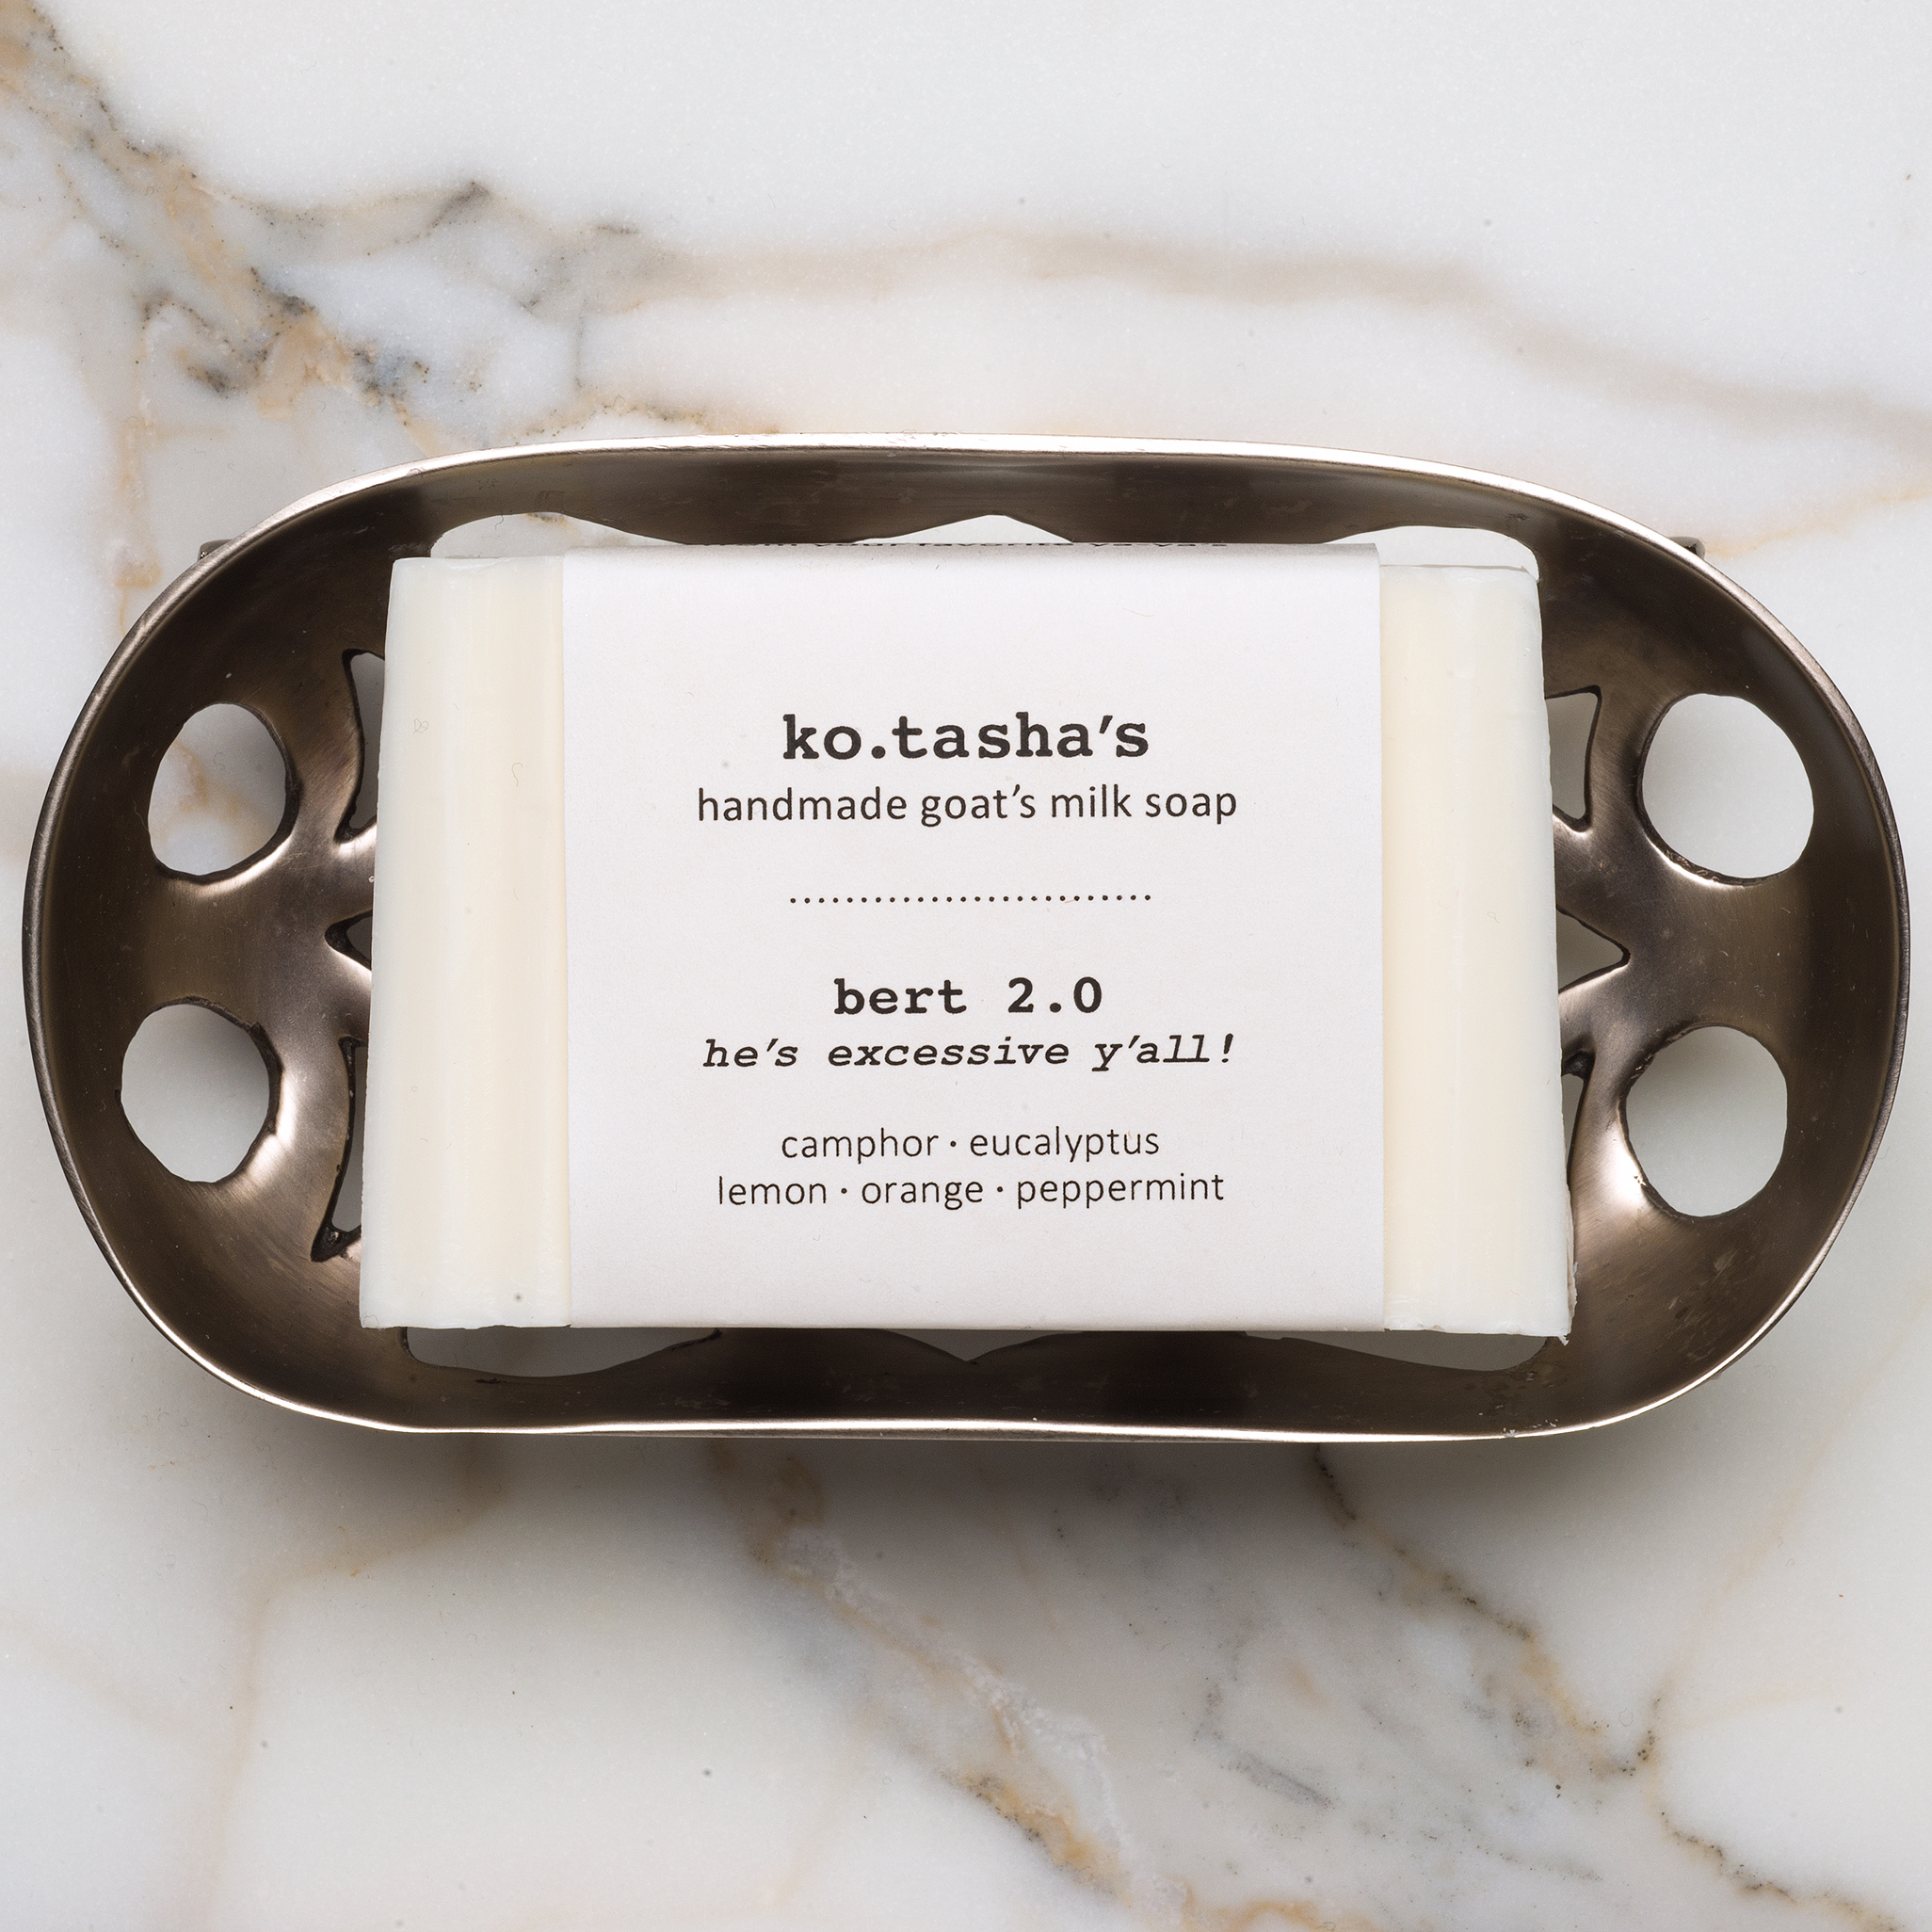 ko.tasha's
handmade goat's milk soap
bert 2.0
he's excessive y'all!
camphor · eucalyptus
lemon · orange · peppermint